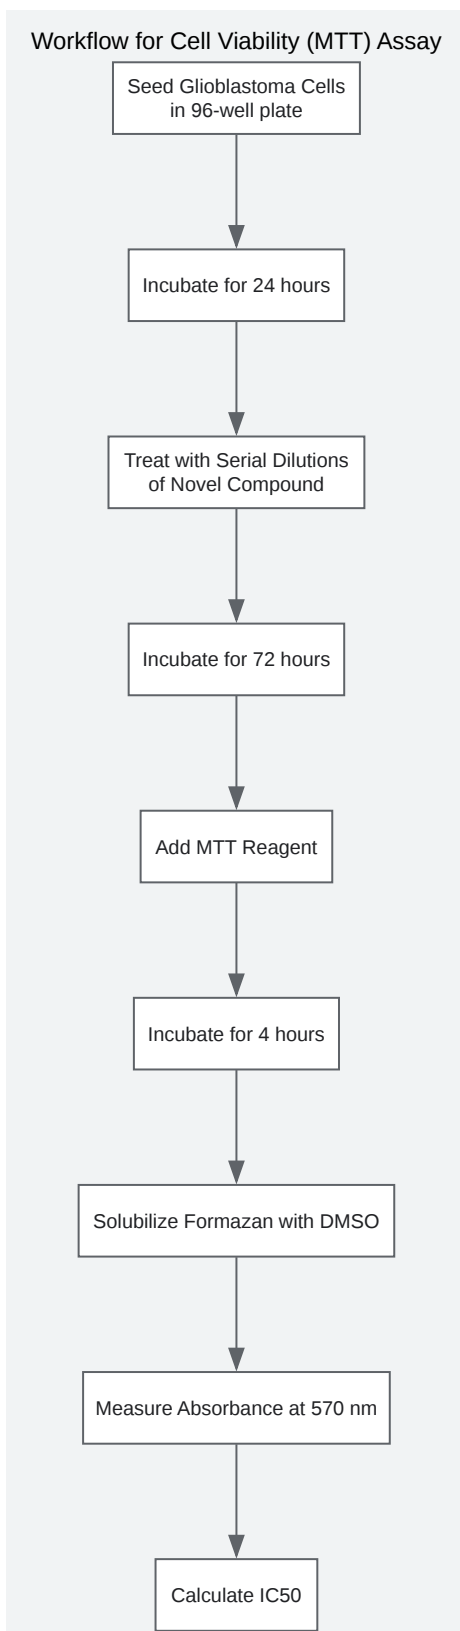 Workflow for Cell Viability (MTT) Assay
Seed Glioblastoma Cells
in 96-well plate
Incubate for 24 hours
Treat with Serial Dilutions
of Novel Compound
Incubate for 72 hours
Add MTT Reagent
Incubate for 4 hours
Solubilize Formazan with DMSO
Measure Absorbance at 570 nm
Calculate IC50